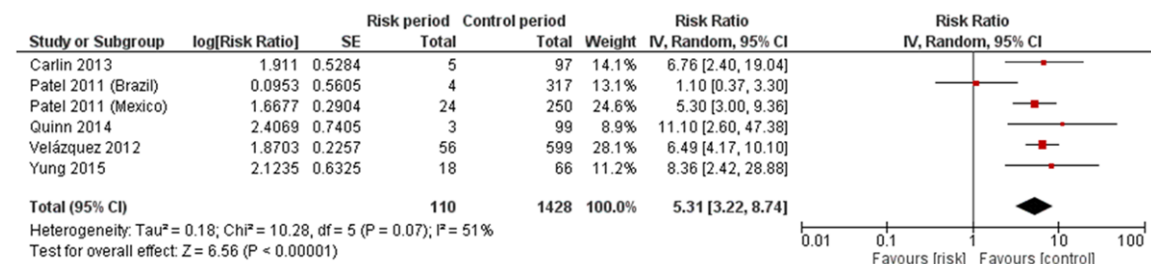 Risk period Control period Risk Ratio Risk Ratio
Study or Subgroup log[Risk Ratio] SE Total Total Weight IV, Random, 95% CI IV, Random, 95% CI
Carlin 2013 1.911 0.5284 5 97 14.1% 6.76 [2.40, 19.04]
Patel 2011 (Brazil) 0.0953 0.5605 4 317 13.1% 1.10 [0.37, 3.30]
Patel 2011 (Mexico) 1.6677 0.2904 24 250 24.6% 5.30 [3.00, 9.36]
Quinn 2014 2.4069 0.7405 3 99 8.9% 11.10 [2.60, 47.38]
Velázquez 2012 1.8703 0.2257 56 599 28.1% 6.49 [4.17, 10.10]
Yung 2015 2.1235 0.6325 18 66 11.2% 8.36 [2.42, 28.88]
Total (95% CI) 110 1428 100.0% 5.31 [3.22, 8.74]
Heterogeneity: Tau² = 0.18; Chi² = 10.28, df = 5 (P = 0.07); I² = 51%
Test for overall effect: Z = 6.56 (P < 0.00001)
0.01 0.1 1 10 100
Favours [risk] Favours [control]